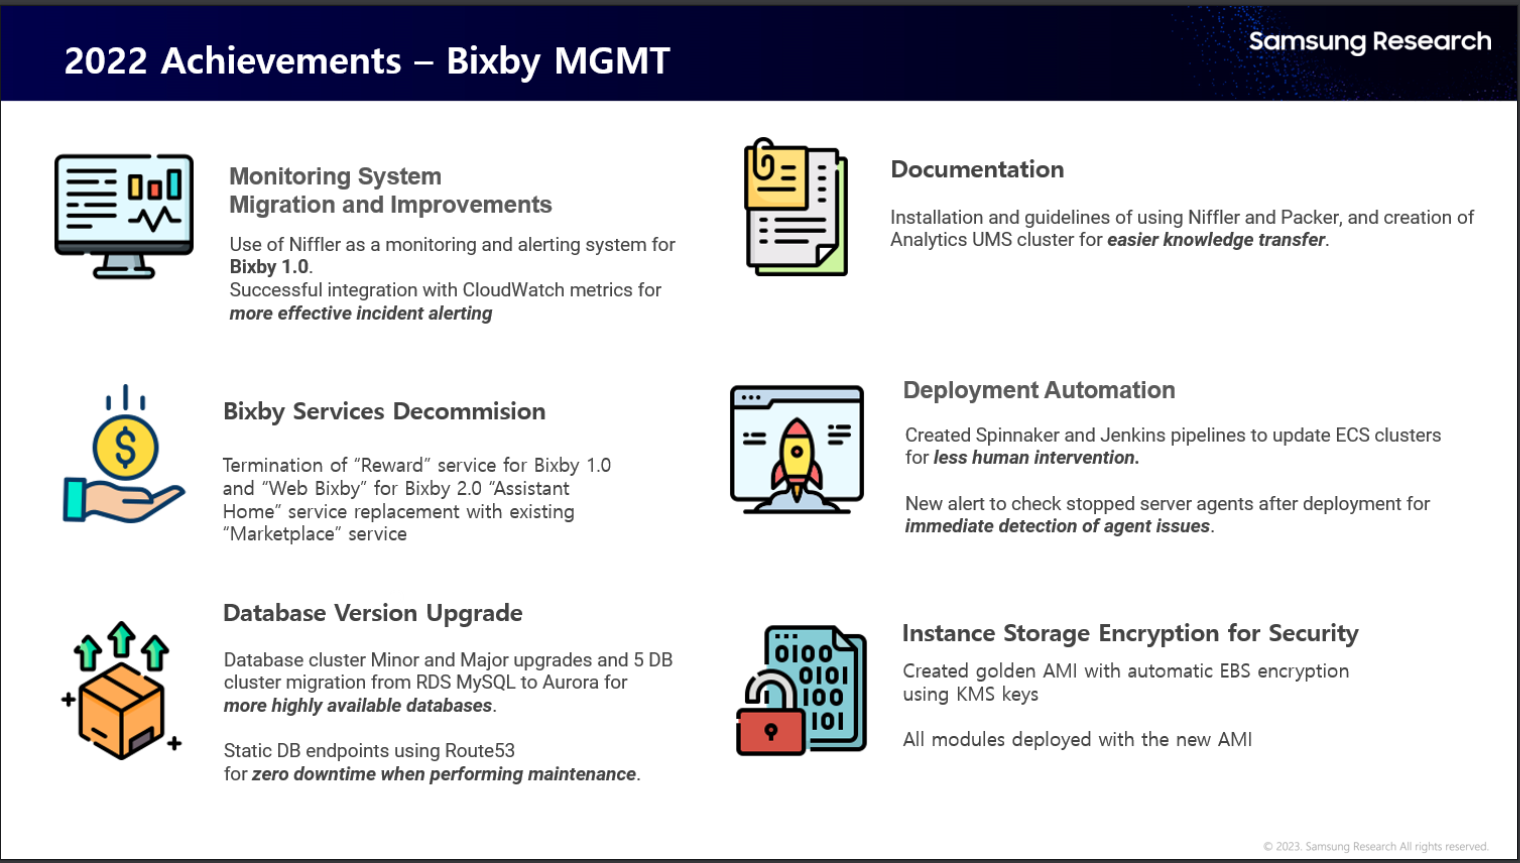 2022 Achievements – Bixby MGMT
Samsung Research
Monitoring System
Migration and Improvements
Use of Niffler as a monitoring and alerting system for
Bixby 1.0.
Successful integration with CloudWatch metrics for
more effective incident alerting
Documentation
Installation and guidelines of using Niffler and Packer, and creation of
Analytics UMS cluster for easier knowledge transfer.
Bixby Services Decommision
Termination of “Reward” service for Bixby 1.0
and “Web Bixby” for Bixby 2.0 “Assistant
Home” service replacement with existing
“Marketplace” service
Deployment Automation
Created Spinnaker and Jenkins pipelines to update ECS clusters
for less human intervention.
New alert to check stopped server agents after deployment for
immediate detection of agent issues.
Database Version Upgrade
Database cluster Minor and Major upgrades and 5 DB
cluster migration from RDS MySQL to Aurora for
more highly available databases.
Static DB endpoints using Route53
for zero downtime when performing maintenance.
0100
0101
100
101
Instance Storage Encryption for Security
Created golden AMI with automatic EBS encryption
using KMS keys
All modules deployed with the new AMI
© 2023. Samsung Research All rights reserved.